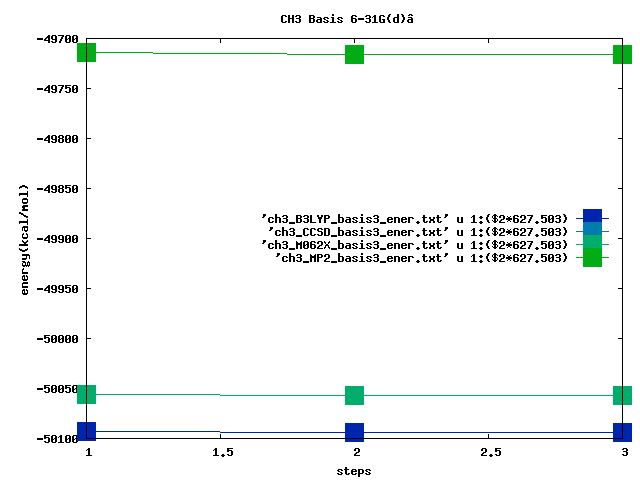 CH3 Basis 6-31G(d)â
-49700
-49750
-49800
-49850
-49900
-49950
-50000
-50050
-50100
energy(kcal/mol)
'ch3_B3LYP_basis3_ener.txt' u 1:($2*627.503)
'ch3_CCSD_basis3_ener.txt' u 1:($2*627.503)
'ch3_M062X_basis3_ener.txt' u 1:($2*627.503)
'ch3_MP2_basis3_ener.txt' u 1:($2*627.503)
1 1.5 2 2.5 3
steps